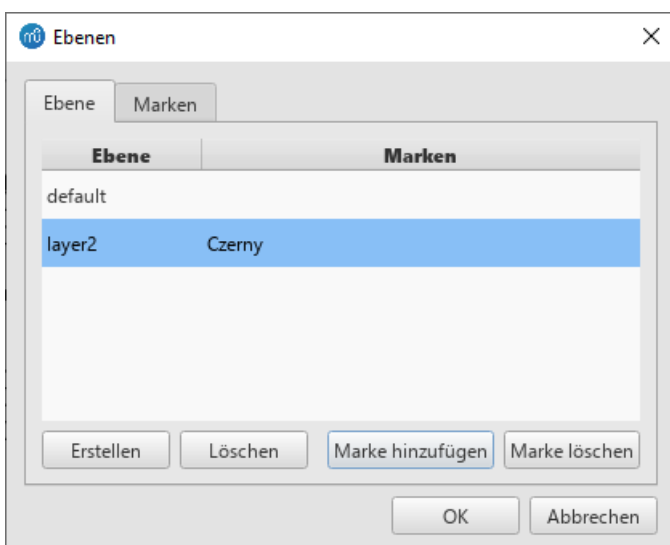 Ebenen
Ebene Marken
Ebene Marken
default
layer2 Czerny
Erstellen Löschen Marke hinzufügen Marke löschen
OK Abbrechen